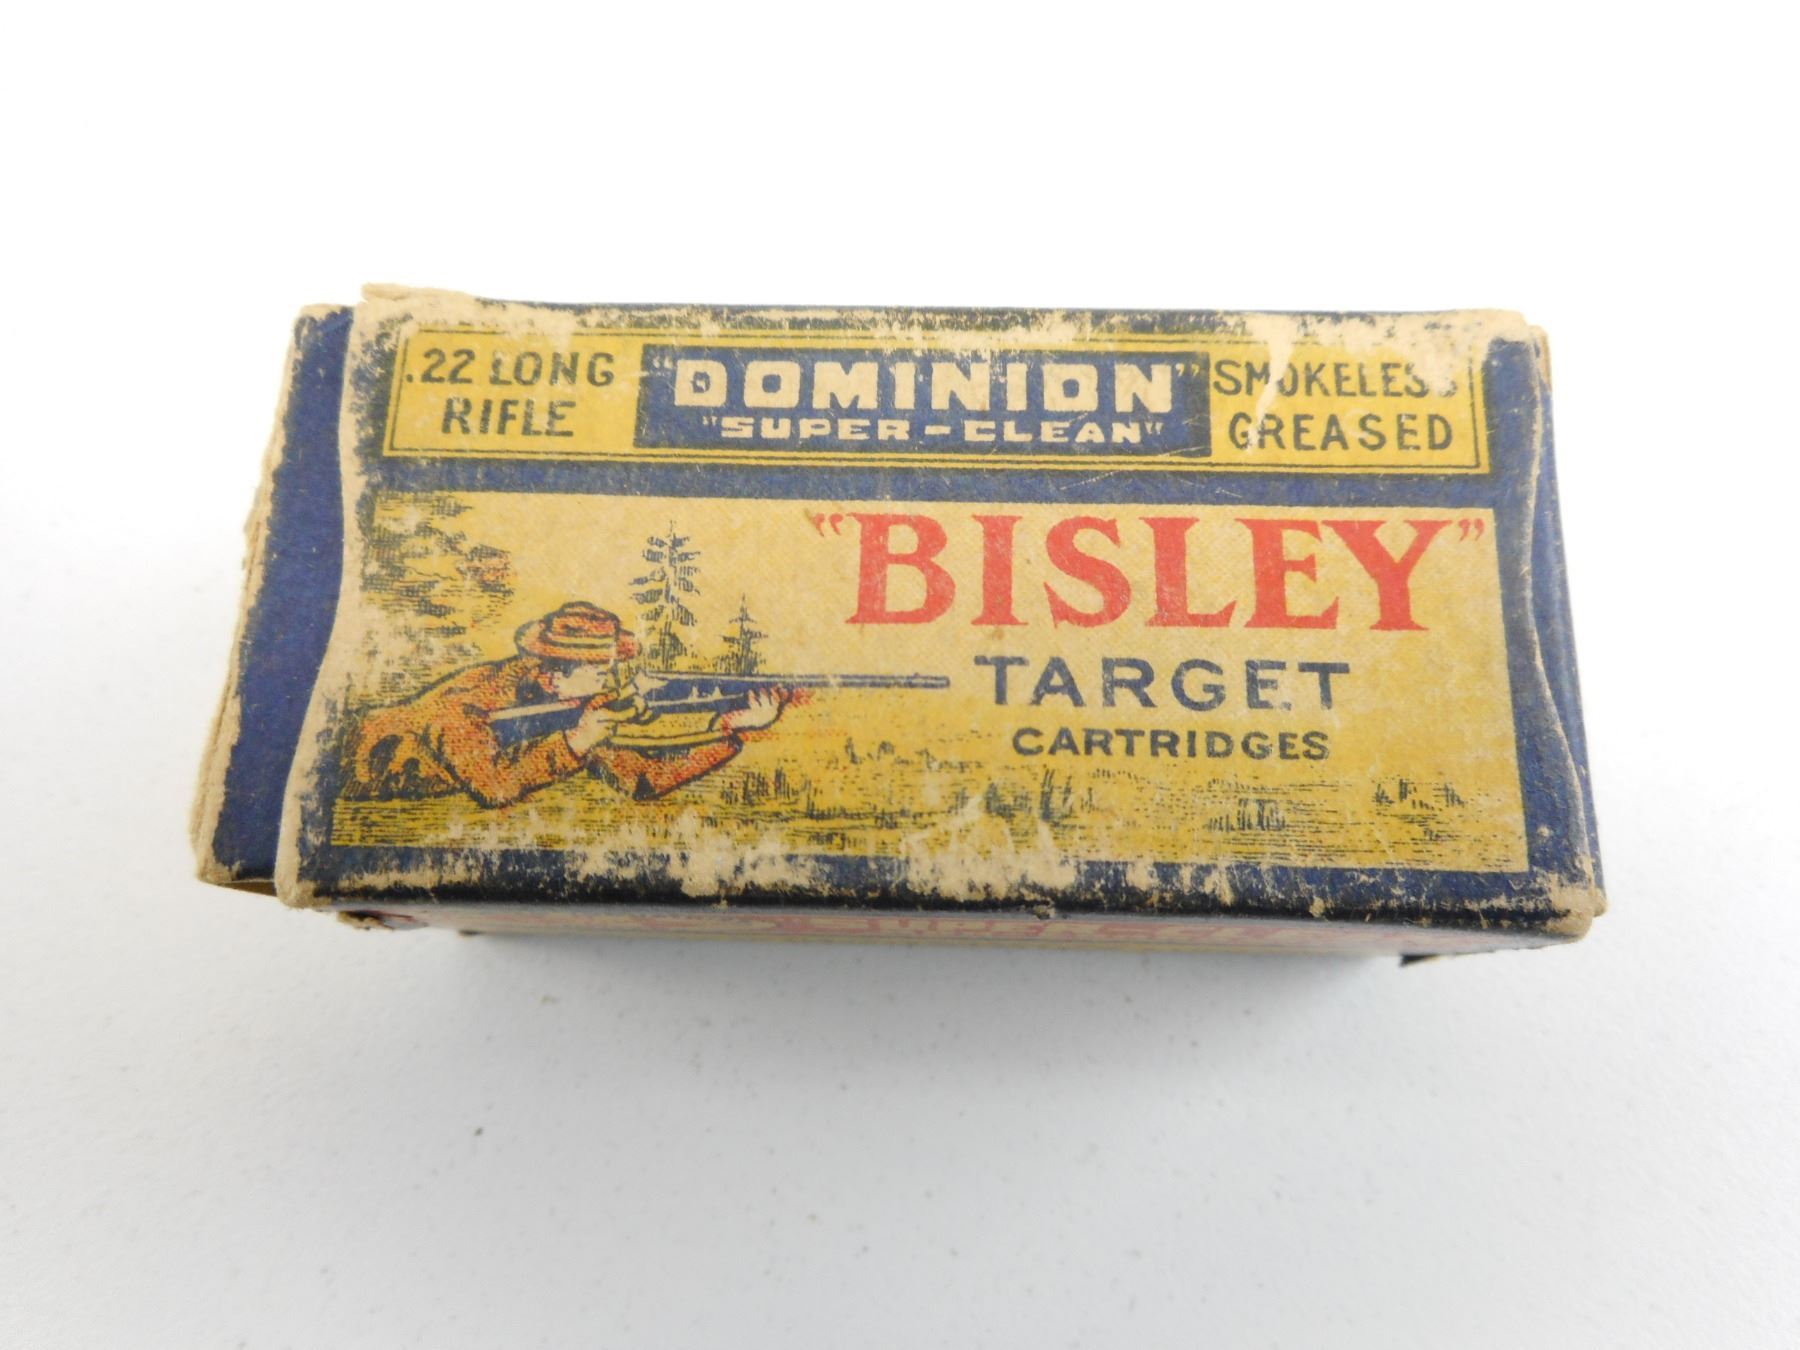 .22 LONG
RIFLE
"DOMINION"
"SUPER-CLEAN"
SMOKELESS
GREASED
"BISLEY"
TARGET
CARTRIDGES